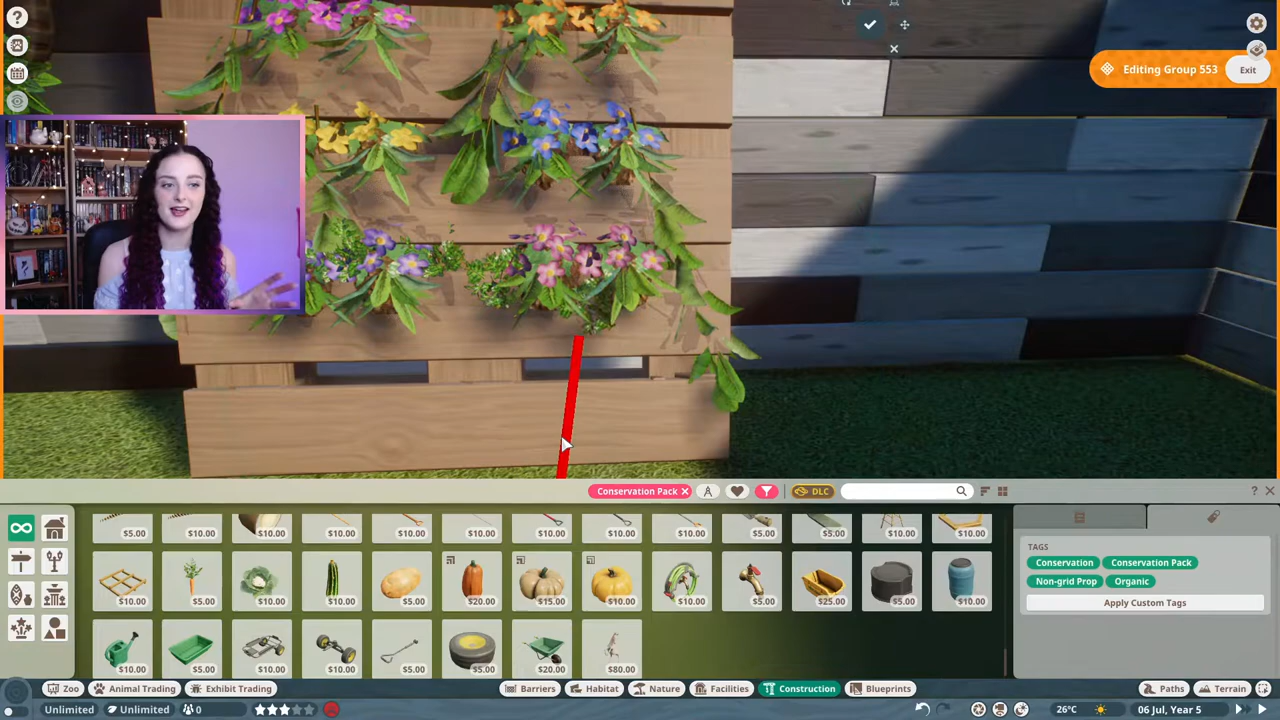 ?
Editing Group 553
Exit
Conservation Pack
DLC
?
$5.00 $10.00 $10.00 $10.00 $10.00 $10.00 $10.00 $10.00 $10.00 $5.00 $5.00 $10.00 $10.00
$10.00 $5.00 $10.00 $10.00 $5.00 $20.00 $15.00 $10.00 $10.00 $5.00 $25.00 $5.00 $10.00
$10.00 $5.00 $10.00 $10.00 $5.00 $5.00 $20.00 $80.00
TAGS
Conservation Conservation Pack
Non-grid Prop Organic
Apply Custom Tags
Zoo Animal Trading Exhibit Trading Barriers Habitat Nature Facilities Construction Blueprints Paths Terrain
Unlimited Unlimited 0 26°C 06 Jul, Year 5